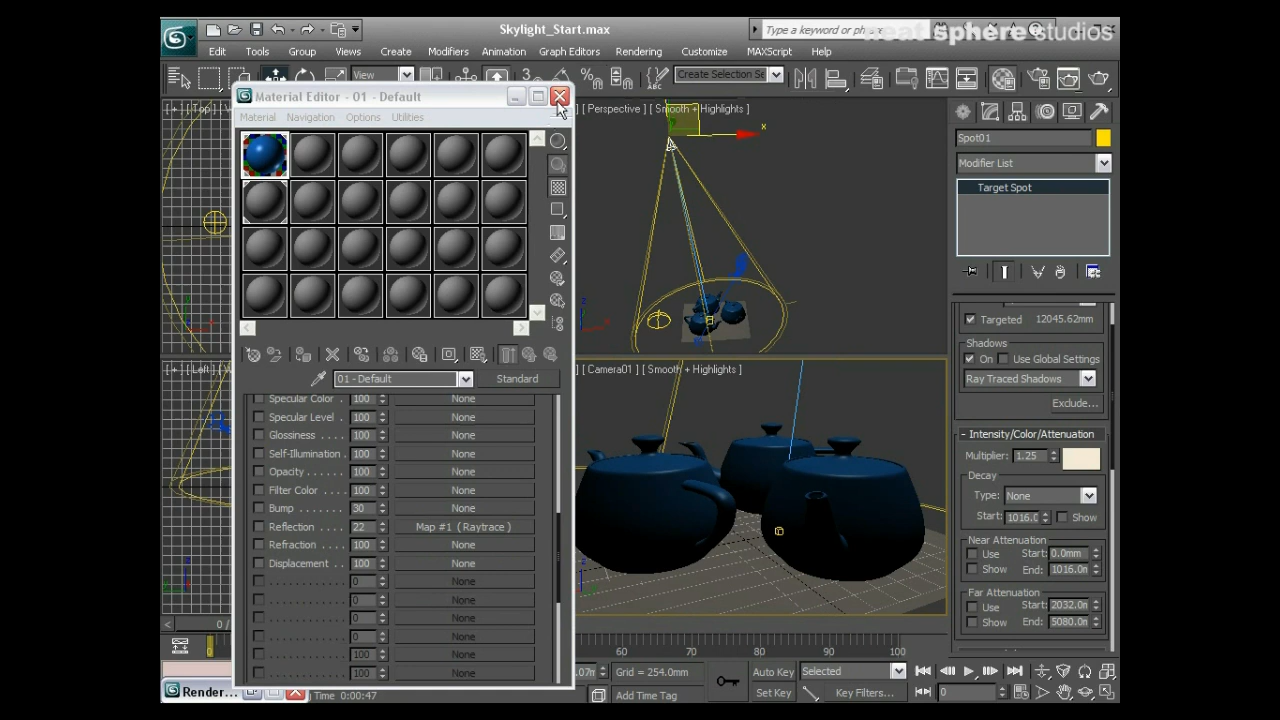 Skylight_Start.max
Type a keyword or phr
sphere studios
Edit Tools Group Views Create Modifiers Animation Graph Editors Rendering Customize MAXScript Help
View
Create Selection Se
Material Editor - 01 - Default
Material Navigation Options Utilities
[ + ] [ Top ]
] [ Perspective ] [ Smooth + Highlights ]
x
Spot01
Modifier List
Target Spot
01 - Default
Standard
Specular Color . 100 None
Specular Level . 100 None
Glossiness .... 100 None
Self-Illumination . 100 None
Opacity....... 100 None
Filter Color .... 100 None
Bump ......... 30 None
Reflection ..... 22 Map #1 ( Raytrace )
Refraction ..... 100 None
Displacement .. 100 None
0 None
0 None
0 None
0 None
100 None
100 None
[ + ] [ Left ]
] [ Camera01 ] [ Smooth + Highlights ]
Targeted 12045.62mm
Shadows
On Use Global Settings
Ray Traced Shadows
Exclude...
Intensity/Color/Attenuation
Multiplier: 1.25
Decay
Type: None
Start: 1016.0 Show
Near Attenuation
Use Start: 0.0mm
Show End: 1016.0m
Far Attenuation
Use Start: 2032.0m
Show End: 5080.0m
0 /
0
60 70 80 90 100
Grid = 254.0mm
Auto Key
Selected
Render...
Time 0:00:47
Add Time Tag
Set Key
Key Filters...
0